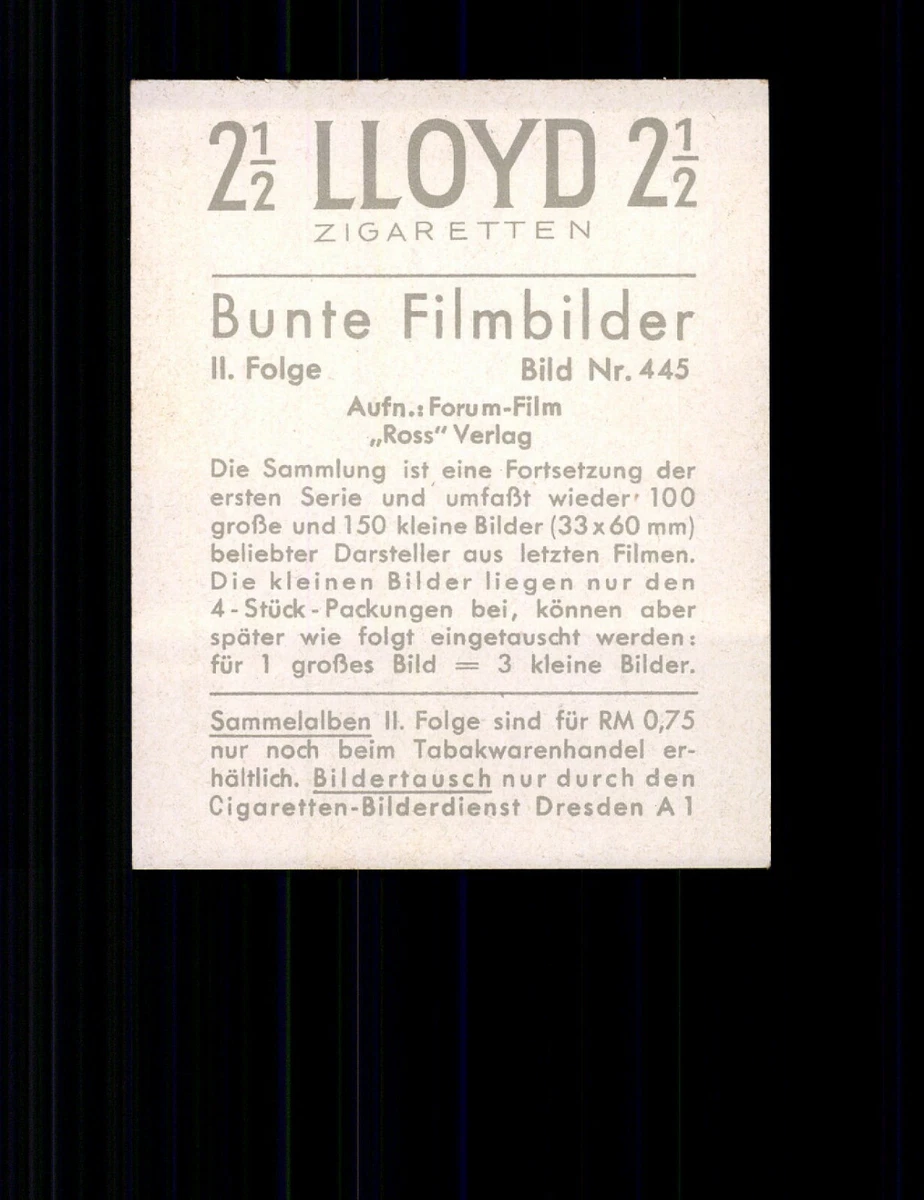 2½ LLOYD 2½
ZIGARETTEN
Bunte Filmbilder
II. Folge Bild Nr. 445
Aufn.: Forum-Film
„Ross” Verlag
Die Sammlung ist eine Fortsetzung der
ersten Serie und umfaßt wieder 100
große und 150 kleine Bilder (33x60 mm)
beliebter Darsteller aus letzten Filmen.
Die kleinen Bilder liegen nur den
4-Stück-Packungen bei, können aber
später wie folgt eingetauscht werden:
für 1 großes Bild = 3 kleine Bilder.
Sammelalben II. Folge sind für RM 0,75
nur noch beim Tabakwarenhandel er-
hältlich. Bildertausch nur durch den
Cigaretten-Bilderdienst Dresden A 1